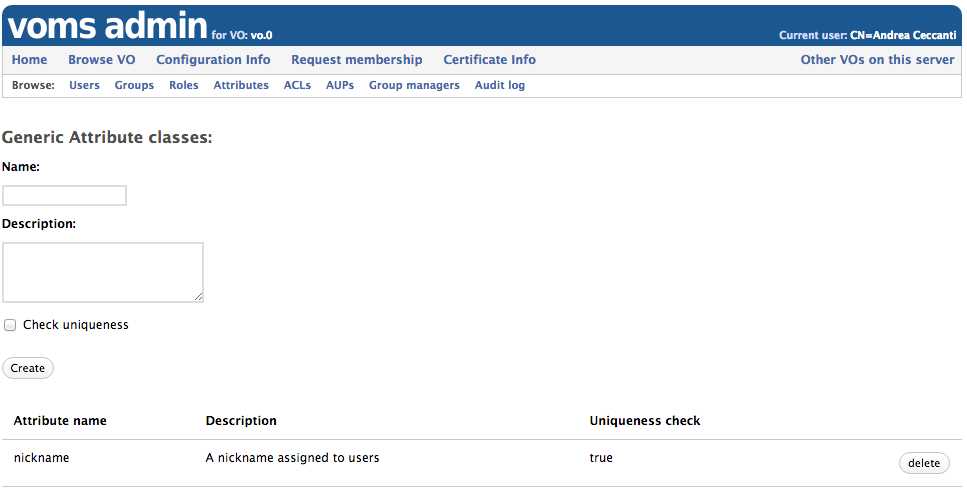 voms admin for VO: vo.0 Current user: CN=Andrea Ceccanti
Home Browse VO Configuration Info Request membership Certificate Info Other VOs on this server
Browse: Users Groups Roles Attributes ACLs AUPs Group managers Audit log
Generic Attribute classes:
Name:
Description:
Check uniqueness
Create
Attribute name Description Uniqueness check
nickname A nickname assigned to users true delete